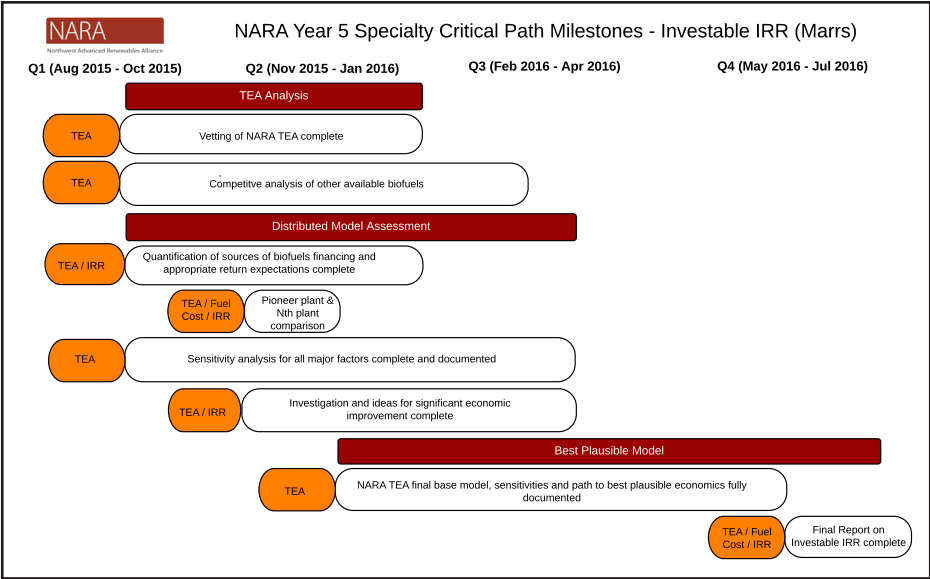 NARA
Northwest Advanced Renewables Alliance
NARA Year 5 Specialty Critical Path Milestones - Investable IRR (Marrs)
Q1 (Aug 2015 - Oct 2015)
Q2 (Nov 2015 - Jan 2016)
Q3 (Feb 2016 - Apr 2016)
Q4 (May 2016 - Jul 2016)
TEA Analysis
TEA
Vetting of NARA TEA complete
TEA
Competitve analysis of other available biofuels
Distributed Model Assessment
TEA / IRR
Quantification of sources of biofuels financing and
appropriate return expectations complete
TEA / Fuel
Cost / IRR
Pioneer plant &
Nth plant
comparison
TEA
Sensitivity analysis for all major factors complete and documented
TEA / IRR
Investigation and ideas for significant economic
improvement complete
Best Plausible Model
TEA
NARA TEA final base model, sensitivities and path to best plausible economics fully
documented
TEA / Fuel
Cost / IRR
Final Report on
Investable IRR complete